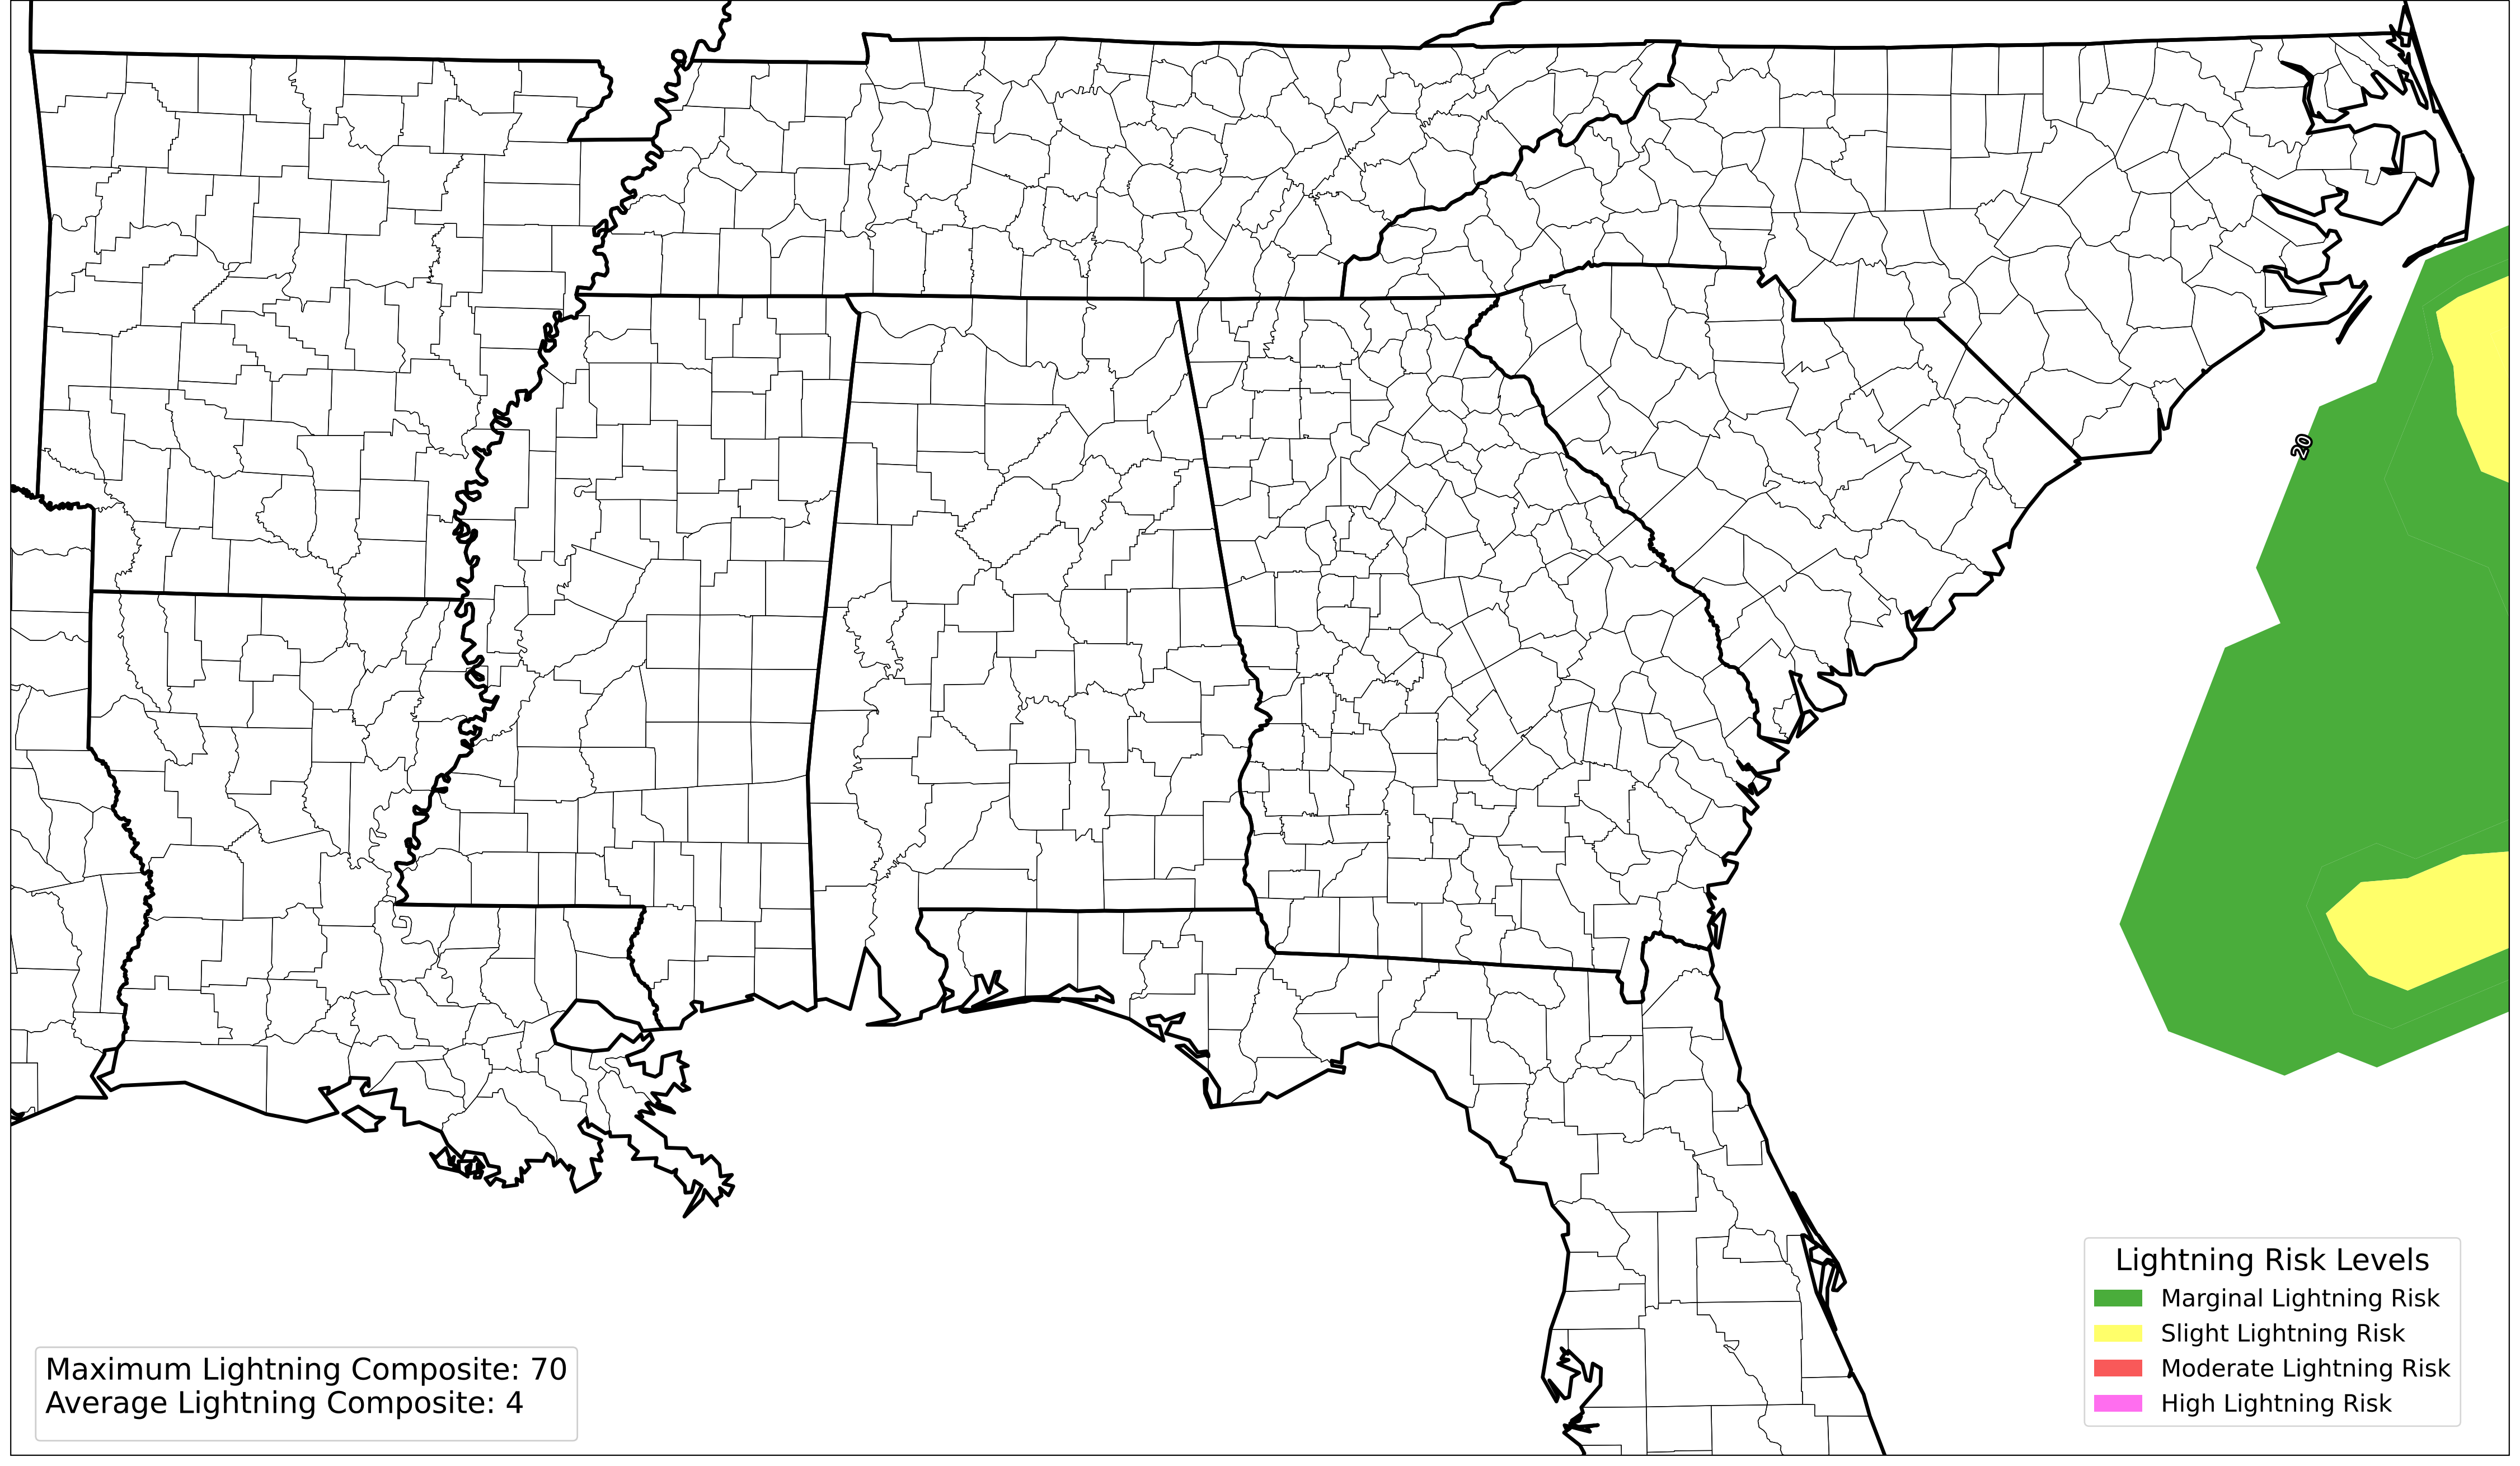 20
Lightning Risk Levels
Marginal Lightning Risk
Slight Lightning Risk
Moderate Lightning Risk
High Lightning Risk
Maximum Lightning Composite: 70
Average Lightning Composite: 4